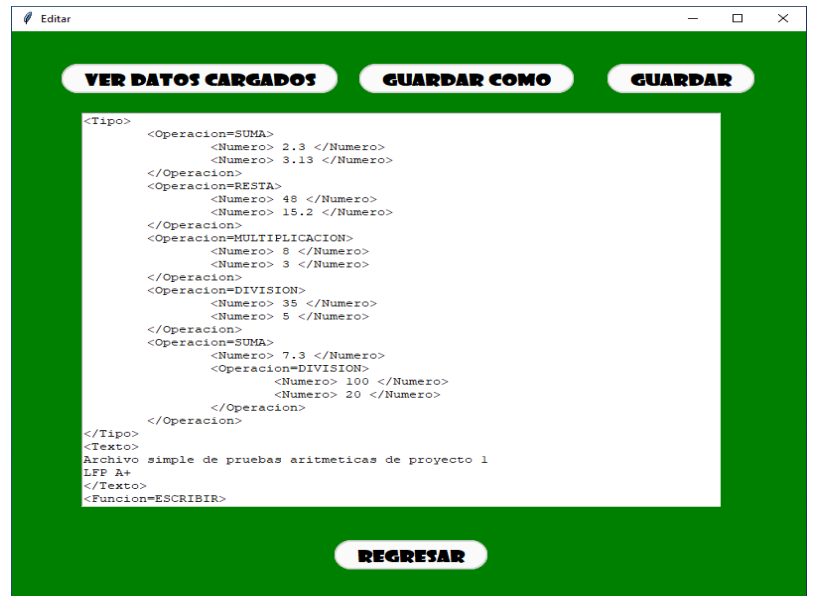 Editar
VER DATOS CARGADOS GUARDAR COMO GUARDAR
<Tipo>
<Operacion=SUMA>
<Numero> 2.3 </Numero>
<Numero> 3.13 </Numero>
</Operacion>
<Operacion=RESTA>
<Numero> 48 </Numero>
<Numero> 15.2 </Numero>
</Operacion>
<Operacion=MULTIPLICACION>
<Numero> 8 </Numero>
<Numero> 3 </Numero>
</Operacion>
<Operacion=DIVISION>
<Numero> 35 </Numero>
<Numero> 5 </Numero>
</Operacion>
<Operacion=SUMA>
<Numero> 7.3 </Numero>
<Operacion=DIVISION>
<Numero> 100 </Numero>
<Numero> 20 </Numero>
</Operacion>
</Operacion>
</Tipo>
<Texto>
Archivo simple de pruebas aritmeticas de proyecto 1
LFP A+
</Texto>
<Funcion=ESCRIBIR>
REGRESAR